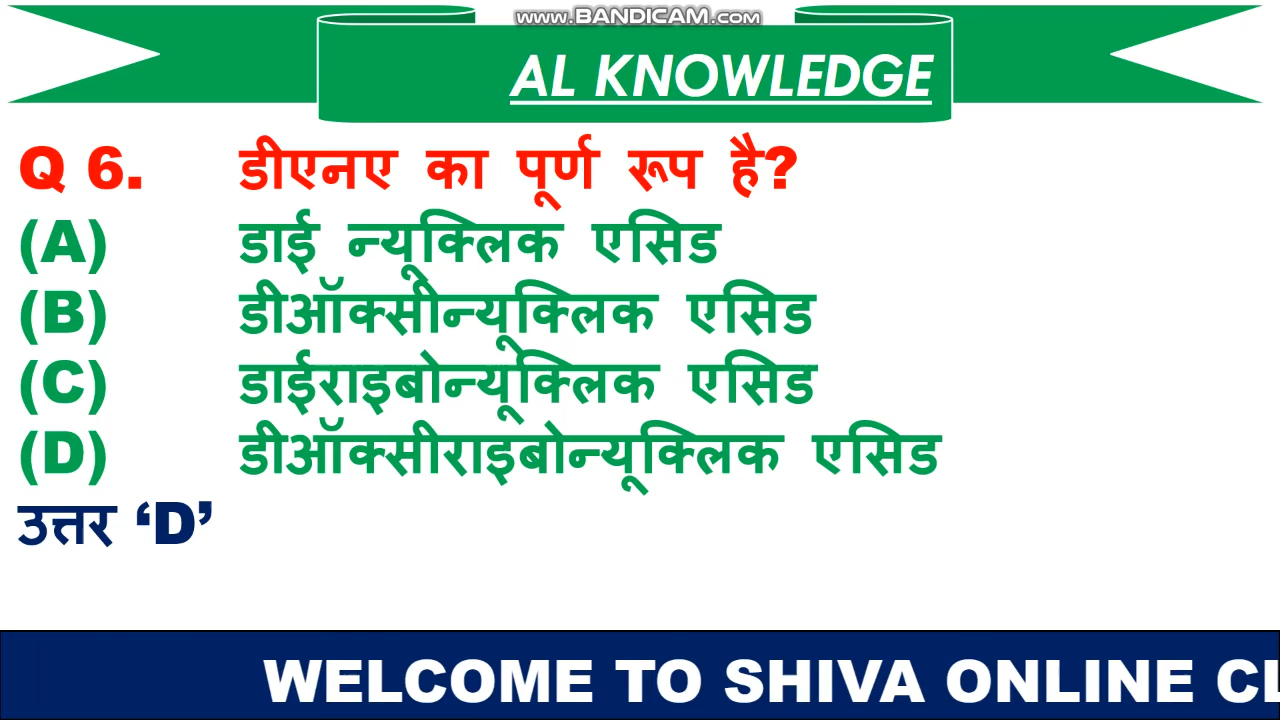 www.BANDICAM.com
AL KNOWLEDGE
Q 6. डीएनए का पूर्ण रूप है?
(A) डाई न्यूक्लिक एसिड
(B) डीऑक्सीन्यूक्लिक एसिड
(C) डाईराइबोन्यूक्लिक एसिड
(D) डीऑक्सीराइबोन्यूक्लिक एसिड
उत्तर ‘D’
WELCOME TO SHIVA ONLINE CL